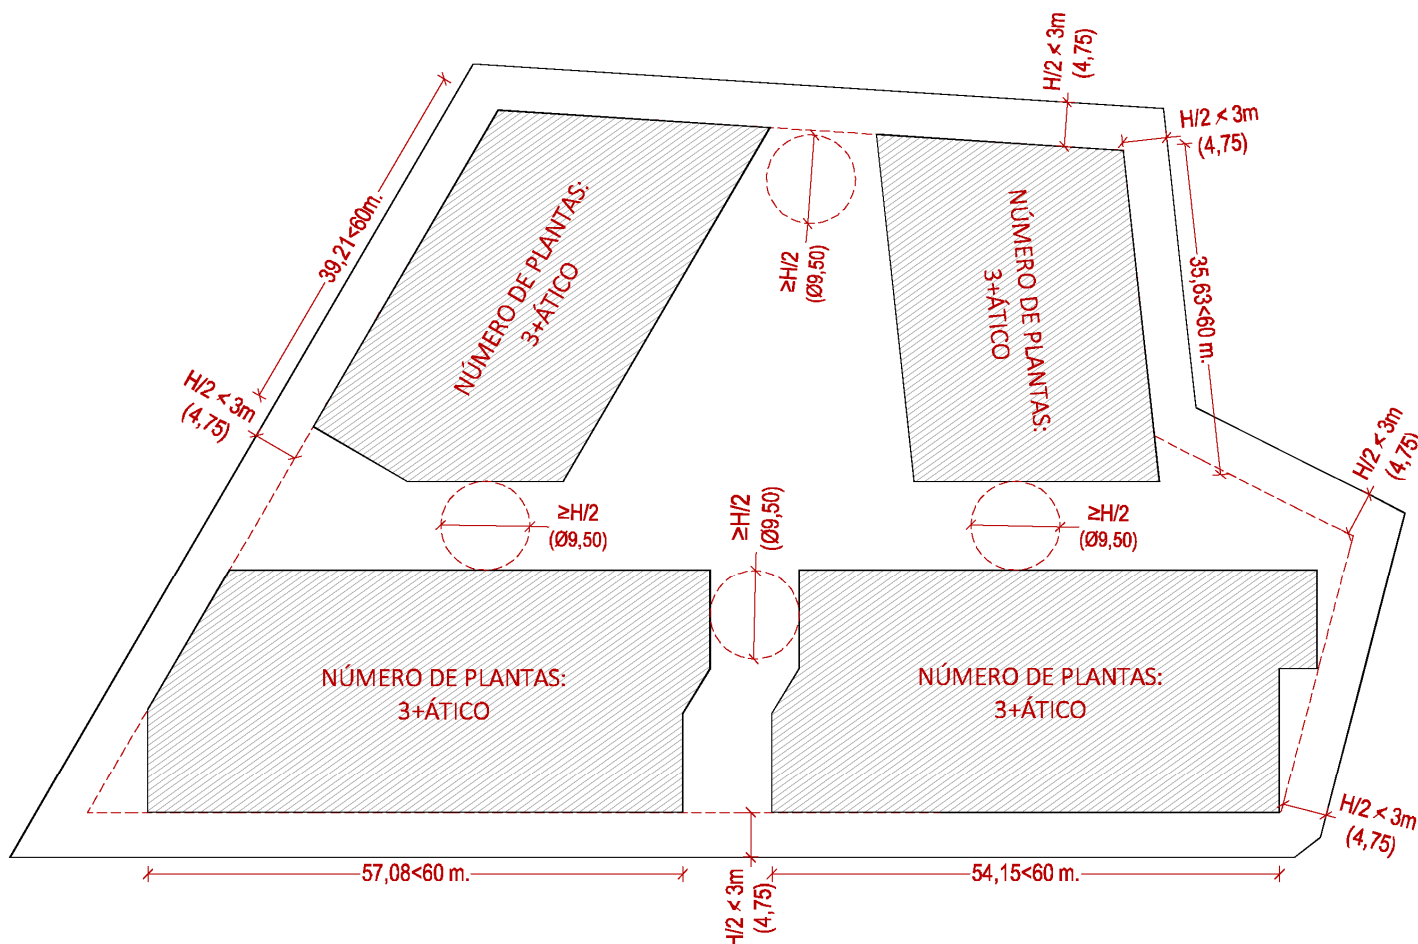 H/2 ≮ 3m
(4,75)
H/2 ≮ 3m
(4,75)
39,21<60m.
NÚMERO DE PLANTAS:
3+ÁTICO
≥H/2
(Ø9,50)
NÚMERO DE PLANTAS:
3+ÁTICO
35,63<60 m.
H/2 ≮ 3m
(4,75)
H/2 ≮ 3m
(4,75)
≥H/2
(Ø9,50)
≥H/2
(Ø9,50)
≥H/2
(Ø9,50)
NÚMERO DE PLANTAS:
3+ÁTICO
NÚMERO DE PLANTAS:
3+ÁTICO
H/2 ≮ 3m
(4,75)
57,08<60 m.
H/2 ≮ 3m
(4,75)
54,15<60 m.